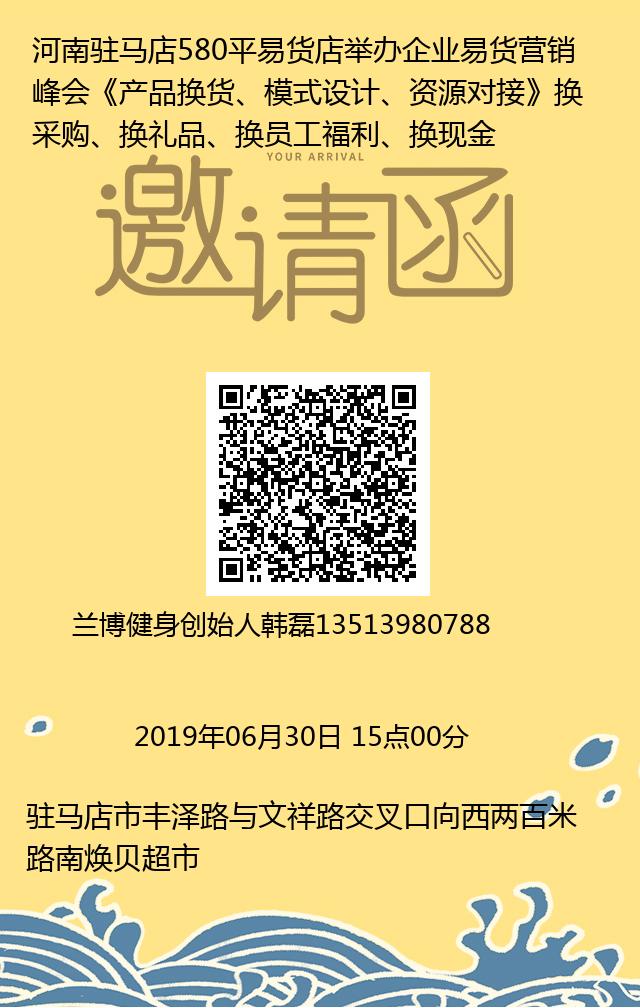 河南驻马店580平易货店举办企业易货营销
峰会《产品换货、模式设计、资源对接》换
采购、换礼品、换员工福利、换现金
YOUR ARRIVAL
邀请函
兰博健身创始人韩磊13513980788
2019年06月30日 15点00分
驻马店市丰泽路与文祥路交叉口向西两百米
路南焕贝超市